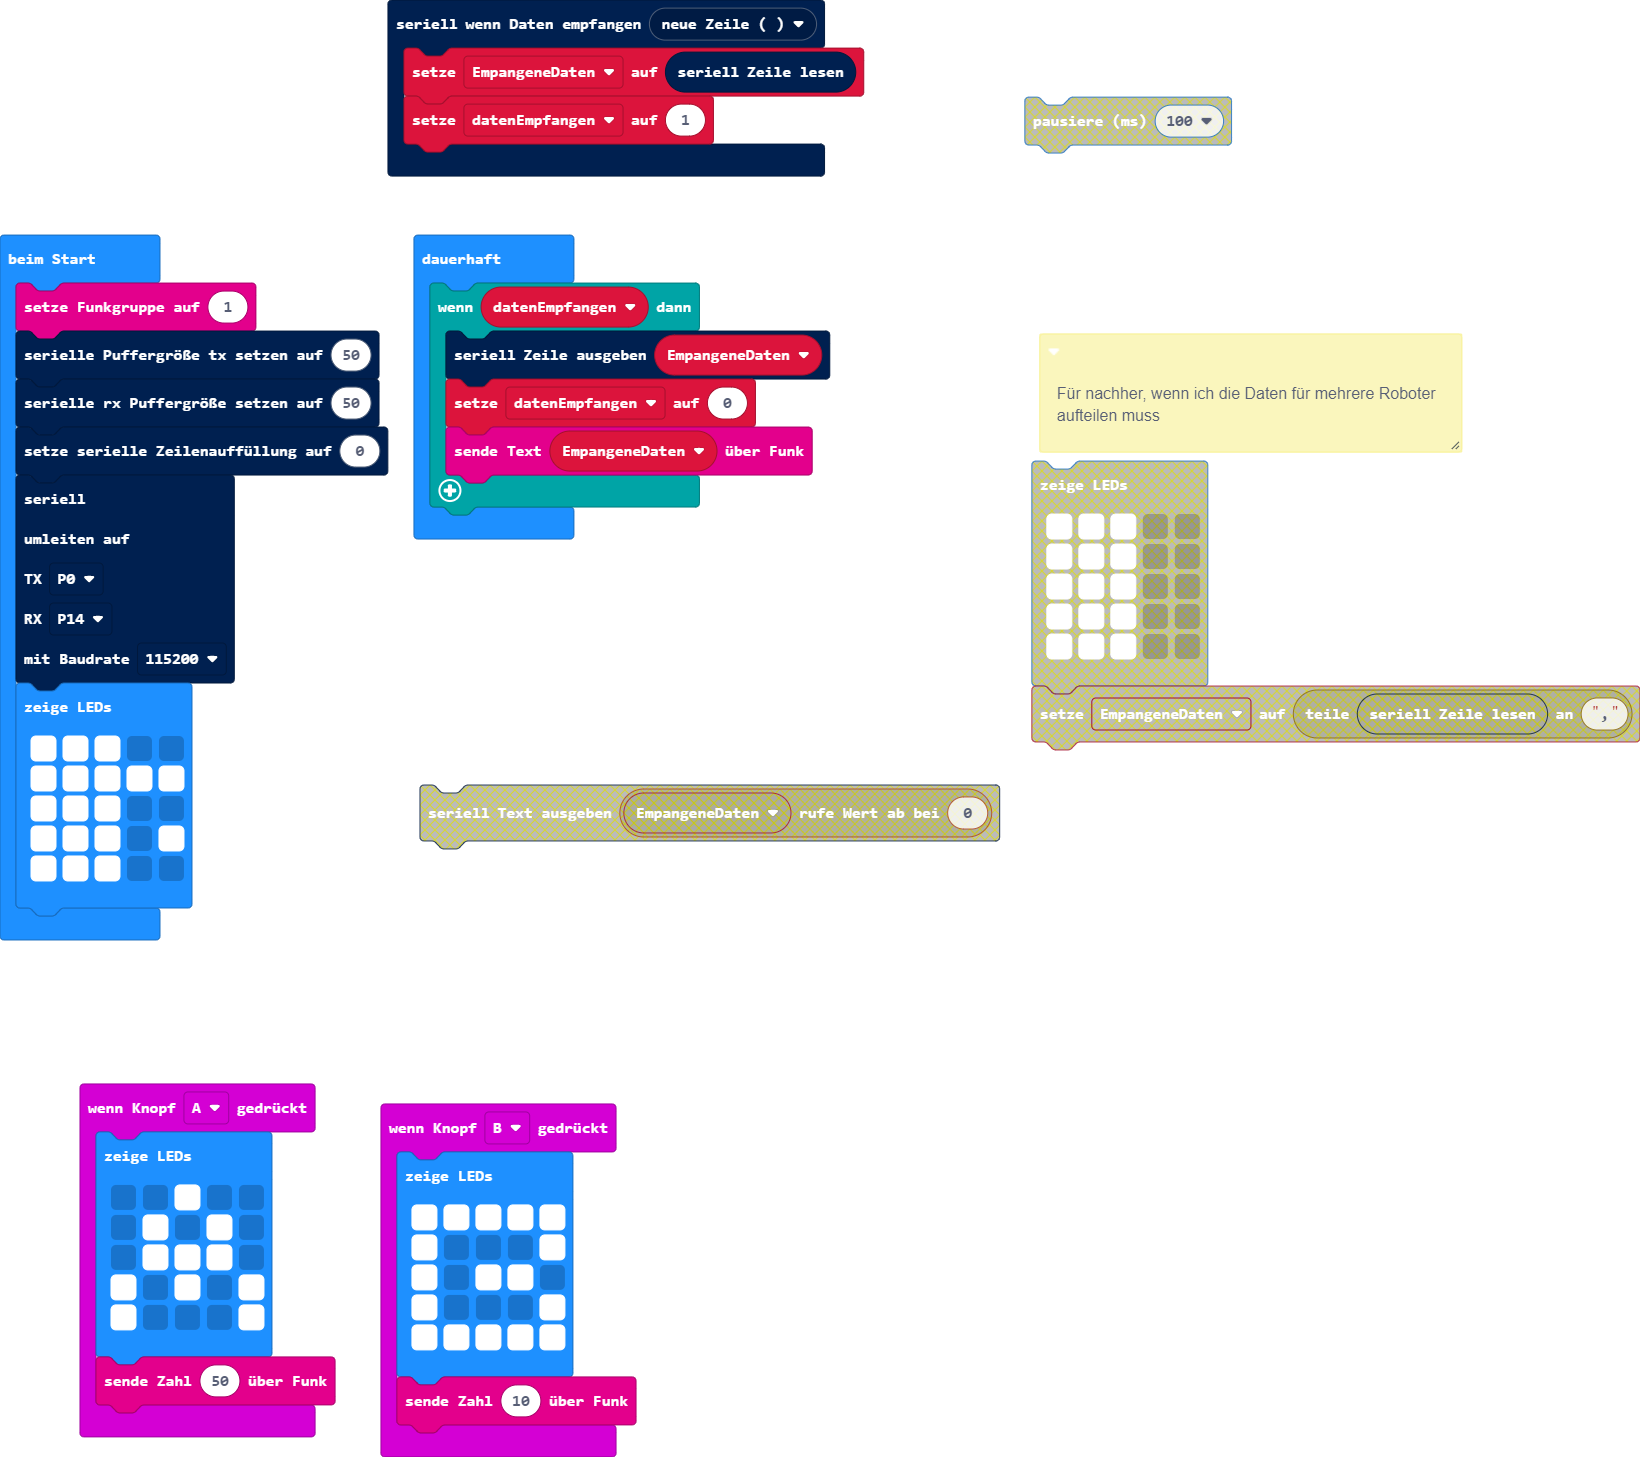 seriell wenn Daten empfangen neue Zeile ( )
setze EmpangeneDaten auf seriell Zeile lesen
setze datenEmpfangen auf 1
pausiere (ms) 100
beim Start
setze Funkgruppe auf 1
serielle Puffergröße tx setzen auf 50
serielle rx Puffergröße setzen auf 50
setze serielle Zeilenauffüllung auf 0
seriell
umleiten auf
TX P0
RX P14
mit Baudrate 115200
zeige LEDs
dauerhaft
wenn datenEmpfangen dann
seriell Zeile ausgeben EmpangeneDaten
setze datenEmpfangen auf 0
sende Text EmpangeneDaten über Funk
Für nachher, wenn ich die Daten für mehrere Roboter
aufteilen muss
zeige LEDs
setze EmpangeneDaten auf teile seriell Zeile lesen an ","
seriell Text ausgeben EmpangeneDaten rufe Wert ab bei 0
wenn Knopf A gedrückt
zeige LEDs
sende Zahl 50 über Funk
wenn Knopf B gedrückt
zeige LEDs
sende Zahl 10 über Funk